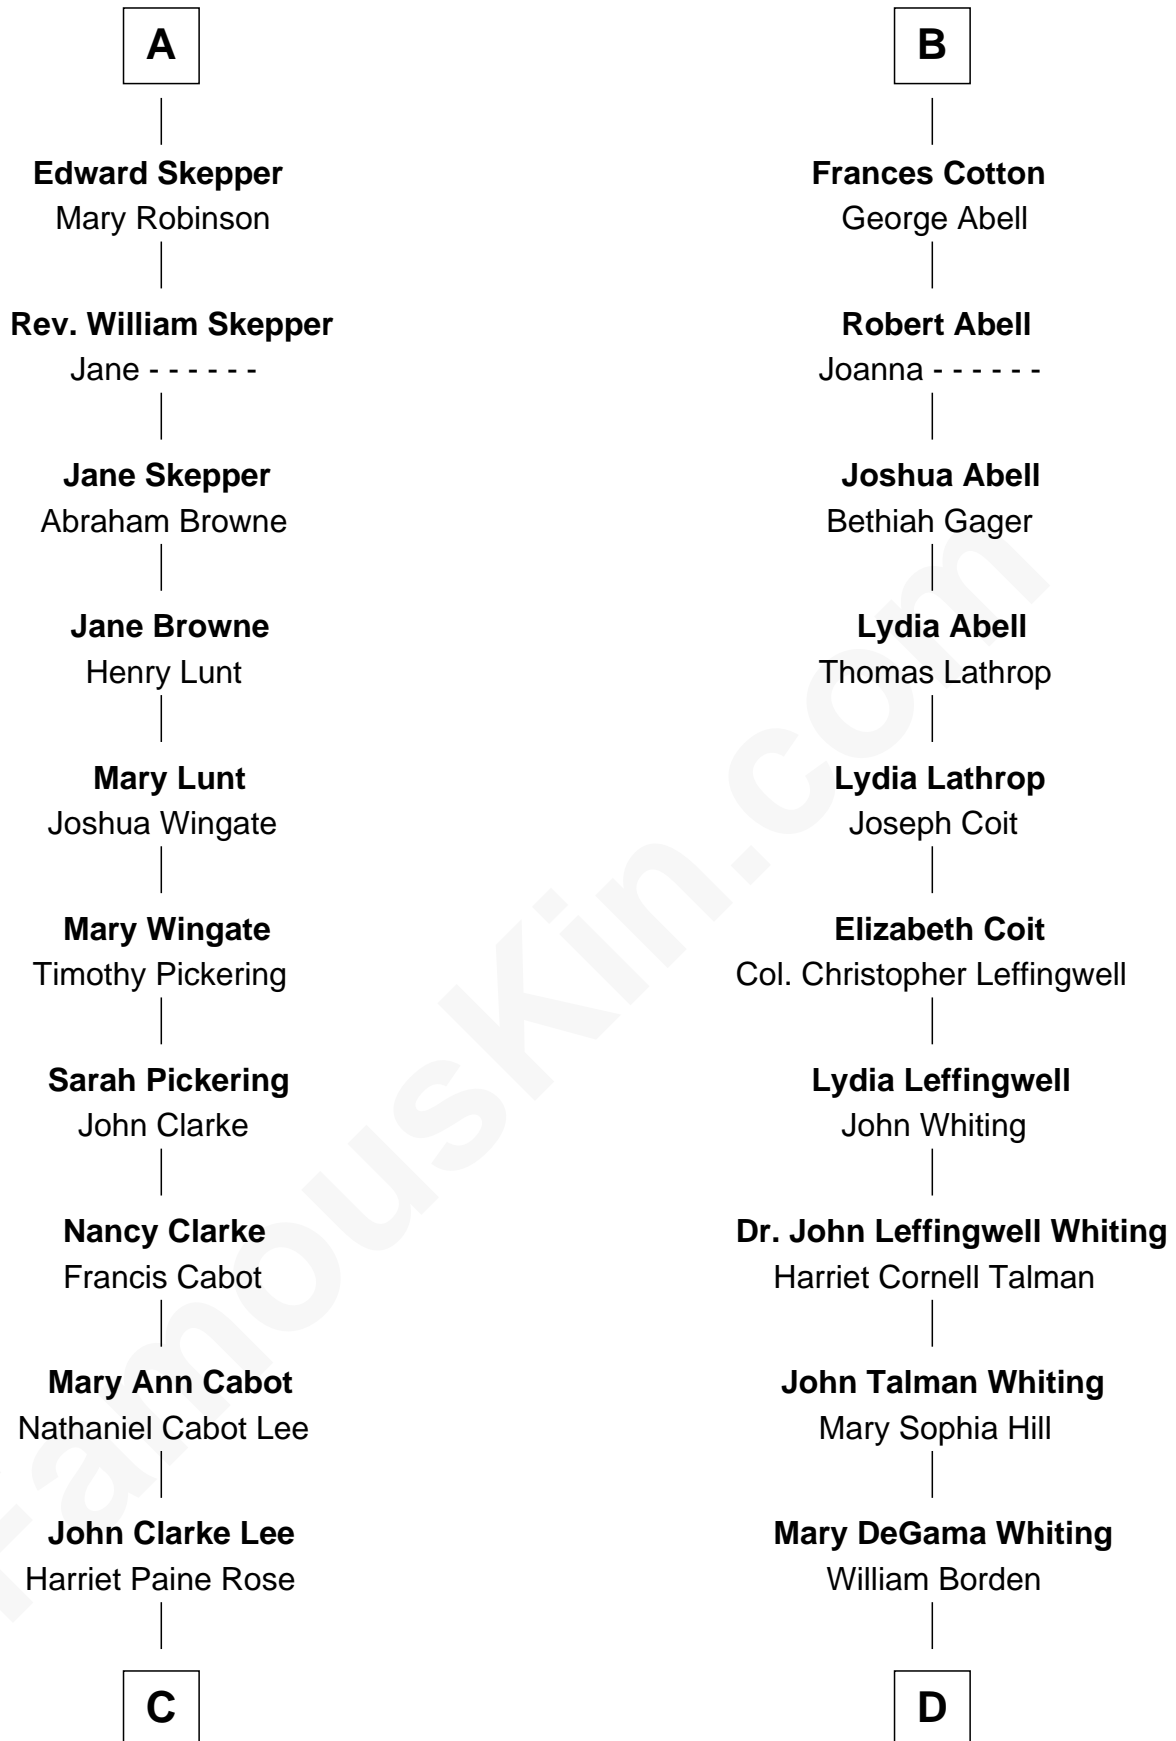 A
Edward Skepper
Mary Robinson
Rev. William Skepper
Jane - - - - - -
Jane Skepper
Abraham Browne
Jane Browne
Henry Lunt
Mary Lunt
Joshua Wingate
Mary Wingate
Timothy Pickering
Sarah Pickering
John Clarke
Nancy Clarke
Francis Cabot
Mary Ann Cabot
Nathaniel Cabot Lee
John Clarke Lee
Harriet Paine Rose
C
B
Frances Cotton
George Abell
Robert Abell
Joanna - - - - - -
Joshua Abell
Bethiah Gager
Lydia Abell
Thomas Lathrop
Lydia Lathrop
Joseph Coit
Elizabeth Coit
Col. Christopher Leffingwell
Lydia Leffingwell
John Whiting
Dr. John Leffingwell Whiting
Harriet Cornell Talman
John Talman Whiting
Mary Sophia Hill
Mary DeGama Whiting
William Borden
D
FamousKin.com